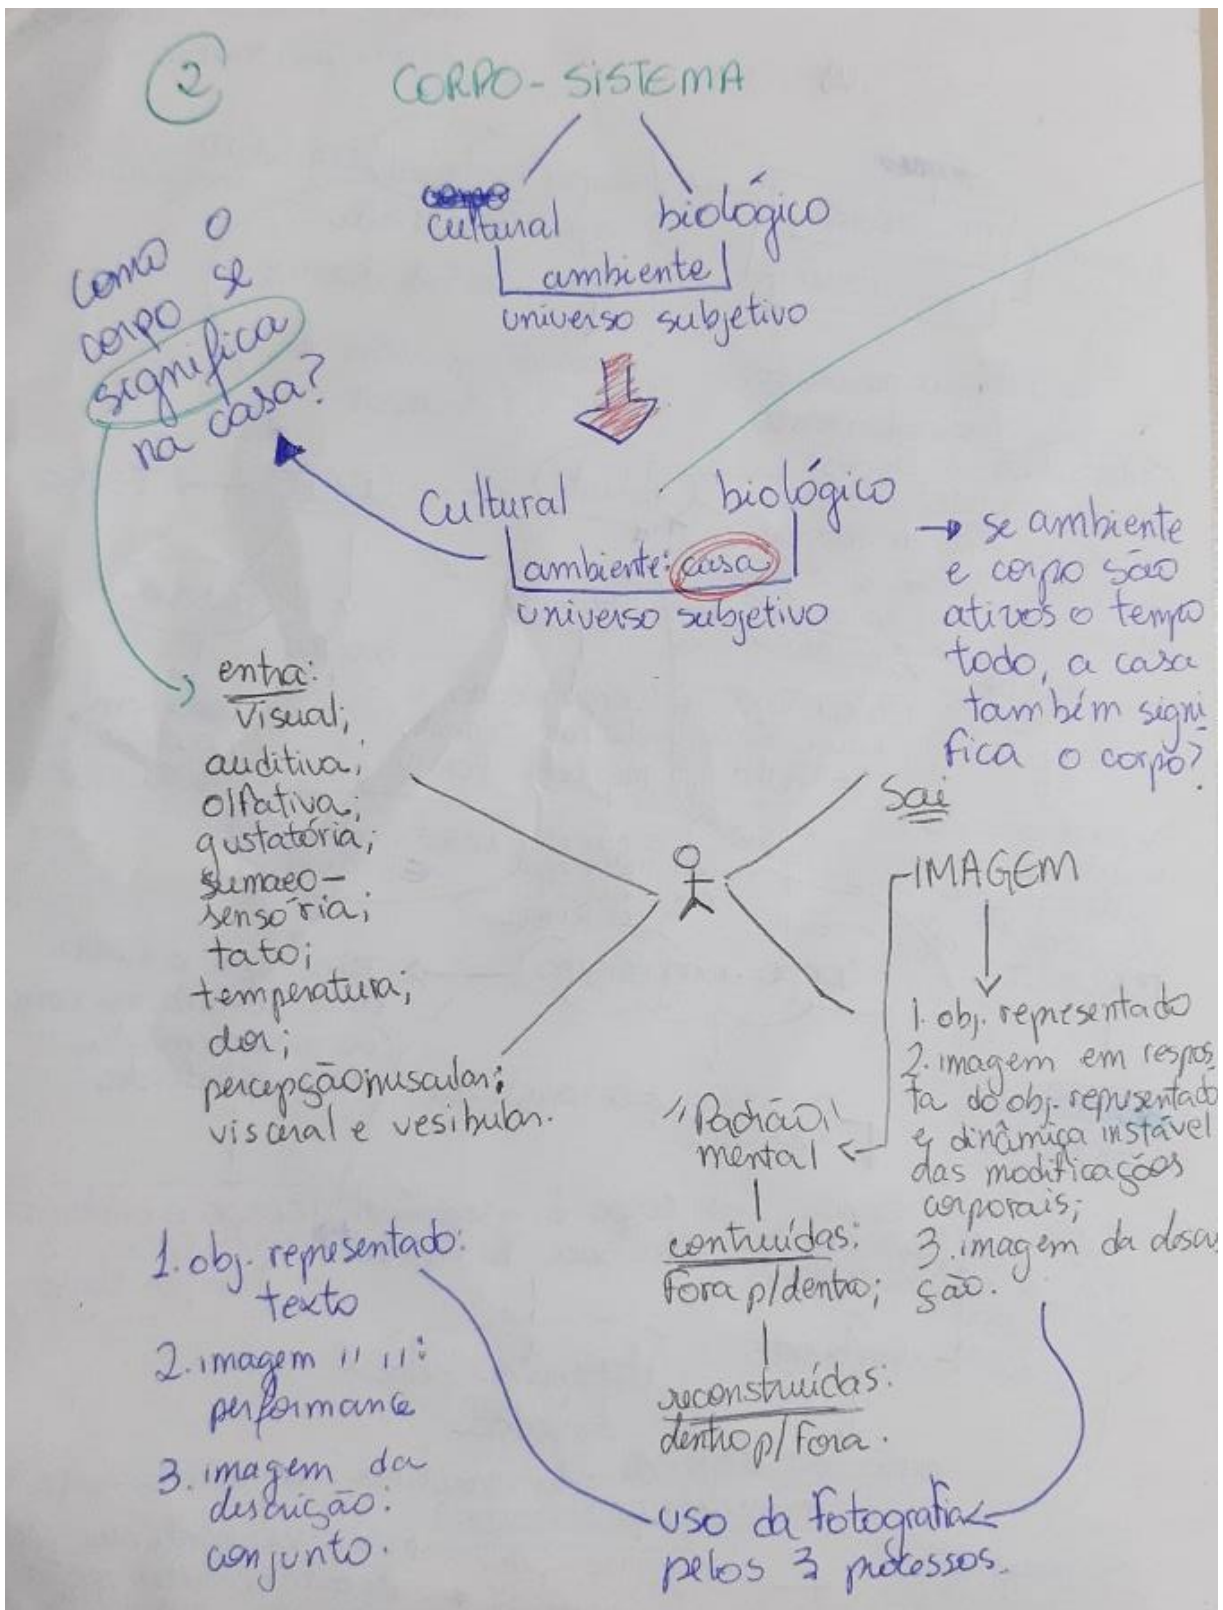 2
CORPO - SISTEMA
cultural
biológico
ambiente
universo subjetivo
como o
corpo se
significa
na casa?
Cultural
biológico
ambiente: casa
universo subjetivo
→ se ambiente
e corpo são
ativos o tempo
todo, a casa
também signi
fica o corpo?
entra:
visual;
auditiva;
olfativa;
gustatória;
sumaeo-
sensória;
tato;
temperatura;
dor;
percepção muscular;
visceral e vesibular.
Sai
IMAGEM
1. obj. representado
2. imagem em respos
ta do obj. representado
e dinâmica instável
das modificações
corporais;
3. imagem da descri
ção.
"Padrão"
mental
contruídas:
fora p/ dentro;
reconstruídas:
dentro p/ fora.
1. obj. representado:
texto
2. imagem " ":
performance
3. imagem da
descrição:
conjunto.
uso da fotografia
pelos 3 processos.